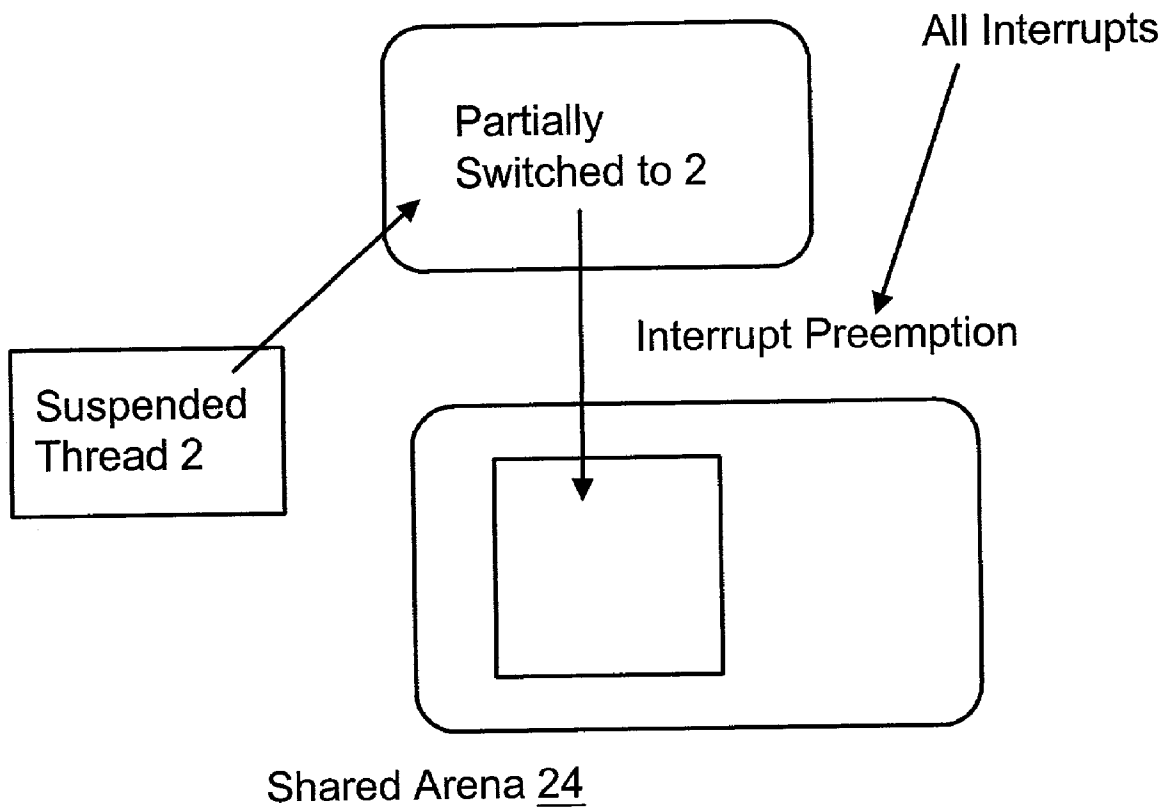 All Interrupts
Partially
Switched to 2
Interrupt Preemption
Suspended
Thread 2
Shared Arena 24